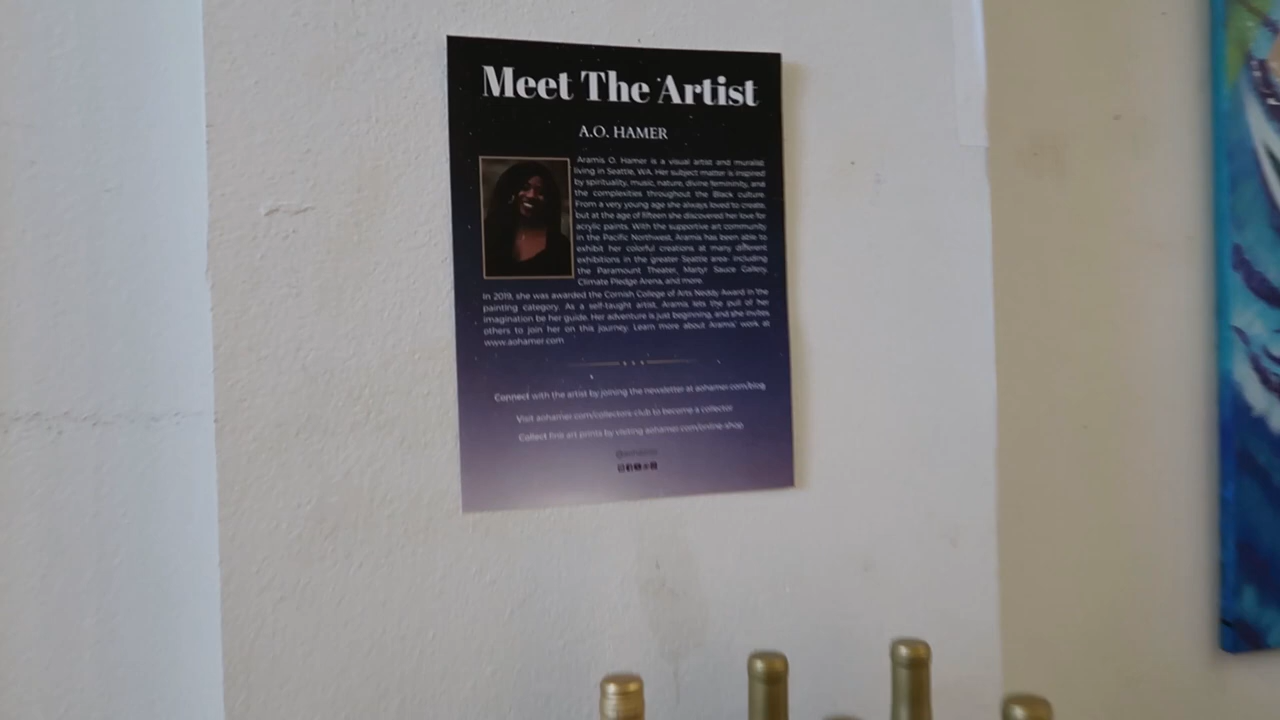 Meet The Artist
A.O. HAMER
Aramis O. Hamer is a visual artist and muralist
living in Seattle, WA. Her subject matter is inspired
by spirituality, music, nature, divine femininity, and
the complexities throughout the Black culture.
From a very young age she always loved to create,
but at the age of fifteen she discovered her love for
acrylic paints. With the supportive art community
in the Pacific Northwest, Aramis has been able to
exhibit her colorful creations at many different
exhibitions in the greater Seattle area- including
the Paramount Theater, Martyr Sauce Gallery,
Climate Pledge Arena, and more.
In 2019, she was awarded the Cornish College of Arts Neddy Award in the
painting category. As a self-taught artist, Aramis lets the pull of her
imagination be her guide. Her adventure is just beginning, and she invites
others to join her on this journey. Learn more about Aramis' work at
www.aohamer.com
Connect with the artist by joining the newsletter at aohamer.com/blog
Visit aohamer.com/collectors-club to become a collector
Collect fine art prints by visiting aohamer.com/online-shop